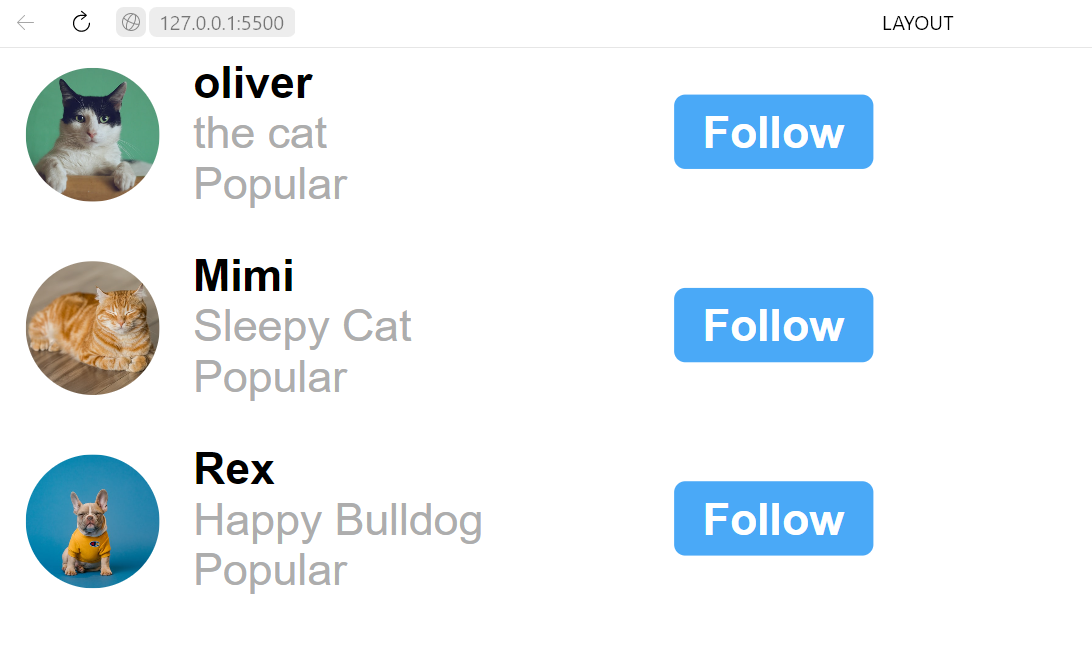 127.0.0.1:5500
LAYOUT
oliver
the cat
Popular
Follow
Mimi
Sleepy Cat
Popular
Follow
Rex
Happy Bulldog
Popular
Follow